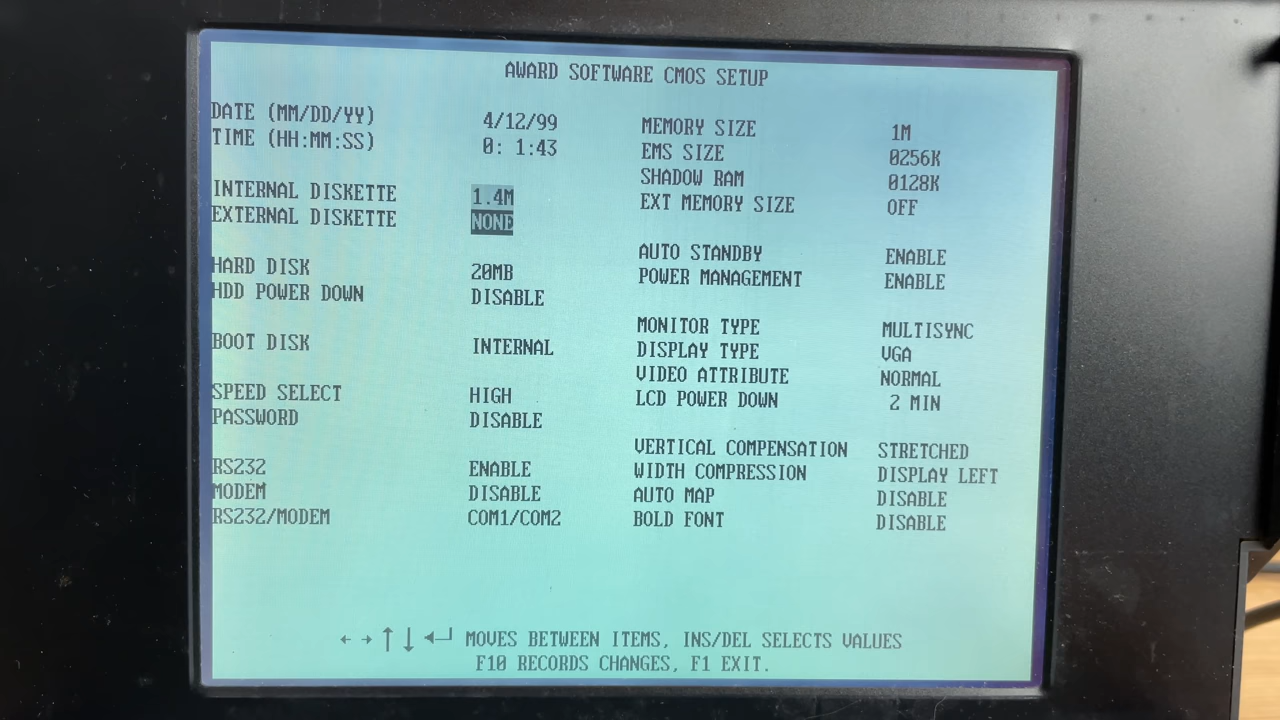 AWARD SOFTWARE CMOS SETUP
DATE (MM/DD/YY) 4/12/99
TIME (HH:MM:SS) 0: 1:43
INTERNAL DISKETTE 1.4M
EXTERNAL DISKETTE NONE
HARD DISK 20MB
HDD POWER DOWN DISABLE
BOOT DISK INTERNAL
SPEED SELECT HIGH
PASSWORD DISABLE
RS232 ENABLE
MODEM DISABLE
RS232/MODEM COM1/COM2
MEMORY SIZE 1M
EMS SIZE 0256K
SHADOW RAM 0128K
EXT MEMORY SIZE OFF
AUTO STANDBY ENABLE
POWER MANAGEMENT ENABLE
MONITOR TYPE MULTISYNC
DISPLAY TYPE VGA
VIDEO ATTRIBUTE NORMAL
LCD POWER DOWN 2 MIN
VERTICAL COMPENSATION STRETCHED
WIDTH COMPRESSION DISPLAY LEFT
AUTO MAP DISABLE
BOLD FONT DISABLE
←→↑↓↵ MOVES BETWEEN ITEMS, INS/DEL SELECTS VALUES
F10 RECORDS CHANGES, F1 EXIT.